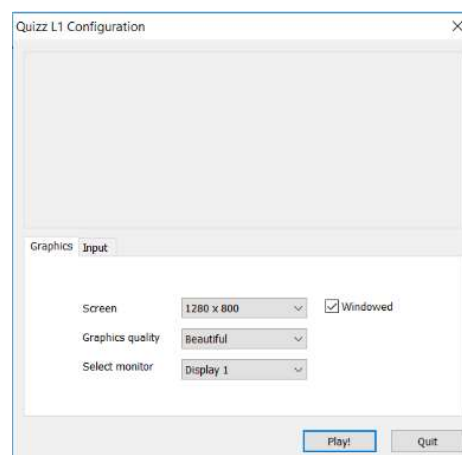 Quizz L1 Configuration
Graphics Input
Screen 1280 x 800 Windowed
Graphics quality Beautiful
Select monitor Display 1
Play! Quit